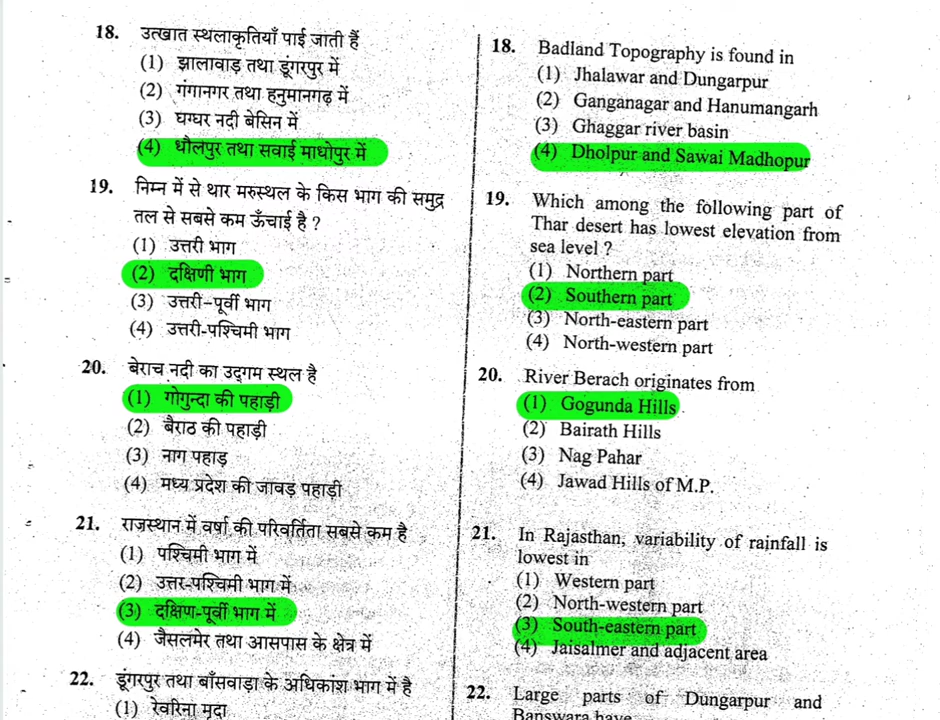 18. उत्खात स्थलाकृतियाँ पाई जाती हैं
(1) झालावाड़ तथा डूंगरपुर में
(2) गंगानगर तथा हनुमानगढ़ में
(3) घग्घर नदी बेसिन में
(4) धौलपुर तथा सवाई माधोपुर में
19. निम्न में से थार मरुस्थल के किस भाग की समुद्र
तल से सबसे कम ऊँचाई है ?
(1) उत्तरी भाग
(2) दक्षिणी भाग
(3) उत्तरी-पूर्वी भाग
(4) उत्तरी-पश्चिमी भाग
20. बेराच नदी का उद्गम स्थल है
(1) गोगुन्दा की पहाड़ी
(2) बैराठ की पहाड़ी
(3) नाग पहाड़
(4) मध्य प्रदेश की जावड़ पहाड़ी
21. राजस्थान में वर्षा की परिवर्तिता सबसे कम है
(1) पश्चिमी भाग में
(2) उत्तर-पश्चिमी भाग में
(3) दक्षिण-पूर्वी भाग में
(4) जैसलमेर तथा आसपास के क्षेत्र में
22. डूंगरपुर तथा बाँसवाड़ा के अधिकांश भाग में है
(1) रेवरिना मृदा
18. Badland Topography is found in
(1) Jhalawar and Dungarpur
(2) Ganganagar and Hanumangarh
(3) Ghaggar river basin
(4) Dholpur and Sawai Madhopur
19. Which among the following part of
Thar desert has lowest elevation from
sea level ?
(1) Northern part
(2) Southern part
(3) North-eastern part
(4) North-western part
20. River Berach originates from
(1) Gogunda Hills
(2) Bairath Hills
(3) Nag Pahar
(4) Jawad Hills of M.P.
21. In Rajasthan, variability of rainfall is
lowest in
(1) Western part
(2) North-western part
(3) South-eastern part
(4) Jaisalmer and adjacent area
22. Large parts of Dungarpur and
Banswara have